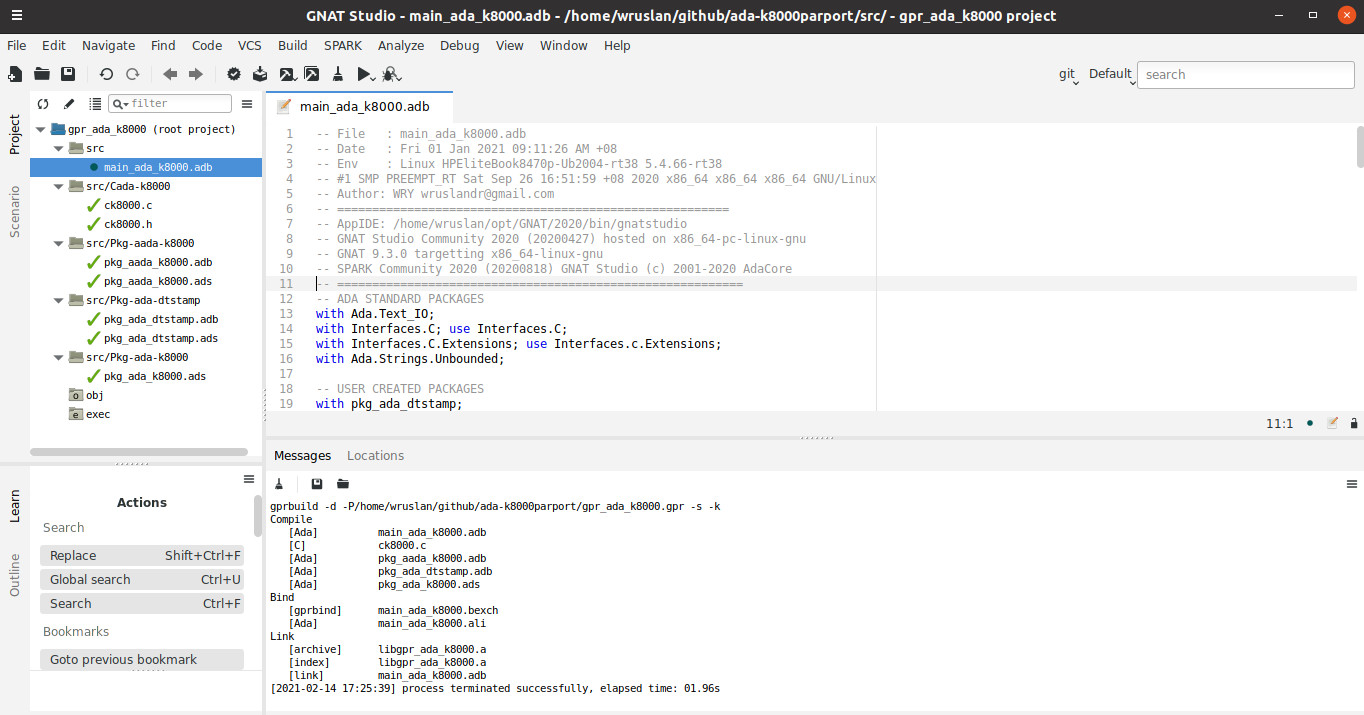 GNAT Studio - main_ada_k8000.adb - /home/wruslan/github/ada-k8000parport/src/ - gpr_ada_k8000 project
File Edit Navigate Find Code VCS Build SPARK Analyze Debug View Window Help
git Default search
Project
Scenario
filter
gpr_ada_k8000 (root project)
src
main_ada_k8000.adb
src/Cada-k8000
ck8000.c
ck8000.h
src/Pkg-aada-k8000
pkg_aada_k8000.adb
pkg_aada_k8000.ads
src/Pkg-ada-dtstamp
pkg_ada_dtstamp.adb
pkg_ada_dtstamp.ads
src/Pkg-ada-k8000
pkg_ada_k8000.ads
o obj
e exec
main_ada_k8000.adb
1 -- File   : main_ada_k8000.adb
2 -- Date   : Fri 01 Jan 2021 09:11:26 AM +08
3 -- Env    : Linux HPEliteBook8470p-Ub2004-rt38 5.4.66-rt38
4 -- #1 SMP PREEMPT_RT Sat Sep 26 16:51:59 +08 2020 x86_64 x86_64 x86_64 GNU/Linux
5 -- Author: WRY wruslandr@gmail.com
6 -- ========================================================
7 -- AppIDE: /home/wruslan/opt/GNAT/2020/bin/gnatstudio
8 -- GNAT Studio Community 2020 (20200427) hosted on x86_64-pc-linux-gnu
9 -- GNAT 9.3.0 targetting x86_64-linux-gnu
10 -- SPARK Community 2020 (20200818) GNAT Studio (c) 2001-2020 AdaCore
11 -- ==========================================================
12 -- ADA STANDARD PACKAGES
13 with Ada.Text_IO;
14 with Interfaces.C; use Interfaces.C;
15 with Interfaces.C.Extensions; use Interfaces.c.Extensions;
16 with Ada.Strings.Unbounded;
17
18 -- USER CREATED PACKAGES
19 with pkg_ada_dtstamp;
11:1
Learn
Outline
Actions
Search
Replace Shift+Ctrl+F
Global search Ctrl+U
Search Ctrl+F
Bookmarks
Goto previous bookmark
Messages Locations
gprbuild -d -P/home/wruslan/github/ada-k8000parport/gpr_ada_k8000.gpr -s -k
Compile
[Ada] main_ada_k8000.adb
[C] ck8000.c
[Ada] pkg_aada_k8000.adb
[Ada] pkg_ada_dtstamp.adb
[Ada] pkg_ada_k8000.ads
Bind
[gprbind] main_ada_k8000.bexch
[Ada] main_ada_k8000.ali
Link
[archive] libgpr_ada_k8000.a
[index] libgpr_ada_k8000.a
[link] main_ada_k8000.adb
[2021-02-14 17:25:39] process terminated successfully, elapsed time: 01.96s